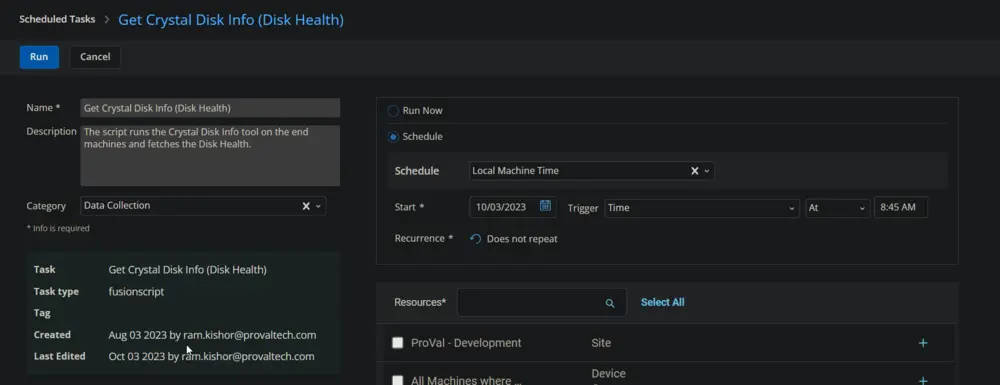 Scheduled Tasks > Get Crystal Disk Info (Disk Health)
Run Cancel
Name * Get Crystal Disk Info (Disk Health)
Description The script runs the Crystal Disk Info tool on the end
machines and fetches the Disk Health.
Category Data Collection
* Info is required
Task Get Crystal Disk Info (Disk Health)
Task type fusionscript
Tag
Created Aug 03 2023 by ram.kishor@provaltech.com
Last Edited Oct 03 2023 by ram.kishor@provaltech.com
Run Now
Schedule
Schedule Local Machine Time
Start * 10/03/2023 Trigger Time At 8:45 AM
Recurrence * Does not repeat
Resources* Select All
ProVal - Development Site
All Machines where ... Device